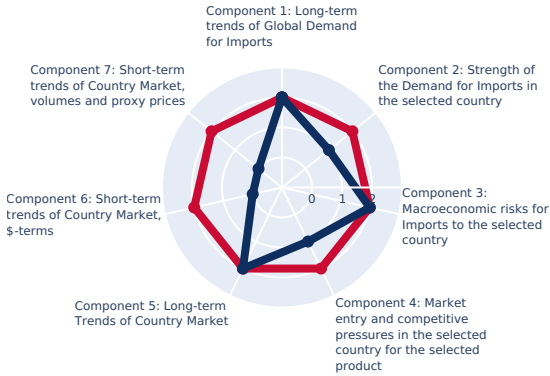 Component 1: Long-term
trends of Global Demand
for Imports
Component 2: Strength of
the Demand for Imports in
the selected country
Component 3:
Macroeconomic risks for
Imports to the selected
country
Component 4: Market
entry and competitive
pressures in the selected
country for the selected
product
Component 5: Long-term
Trends of Country Market
Component 6: Short-term
trends of Country Market,
$-terms
Component 7: Short-term
trends of Country Market,
volumes and proxy prices
0 1 2